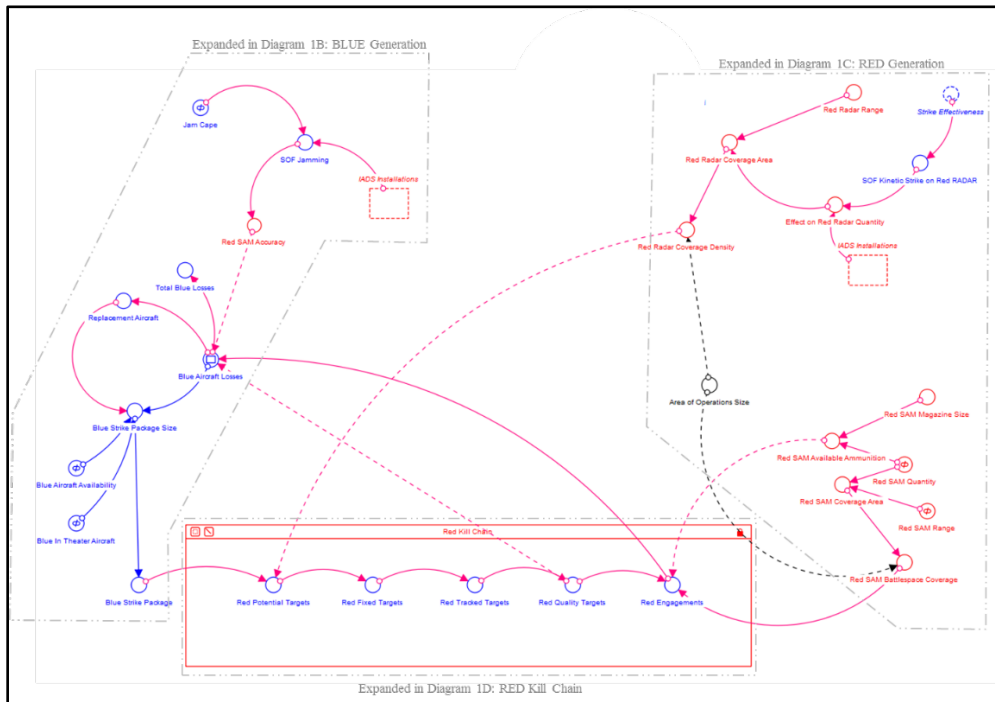 Expanded in Diagram 1B: BLUE Generation
Jam Cape
SOF Jamming
IADS Installations
Red SAM Accuracy
Total Blue Losses
Replacement Aircraft
Blue Aircraft Losses
Blue Strike Package Size
Blue Aircraft Availability
Blue In Theater Aircraft
Blue Strike Package
Expanded in Diagram 1C: RED Generation
Red Radar Range
Strike Effectiveness
Red Radar Coverage Area
SOF Kinetic Strike on Red RADAR
Effect on Red Radar Quantity
Red Radar Coverage Density
IADS Installations
Area of Operations Size
Red SAM Magazine Size
Red SAM Available Ammunition
Red SAM Quantity
Red SAM Coverage Area
Red SAM Range
Red SAM Battlespace Coverage
Red Kill Chain
Red Potential Targets
Red Fixed Targets
Red Tracked Targets
Red Quality Targets
Red Engagements
Expanded in Diagram 1D: RED Kill Chain